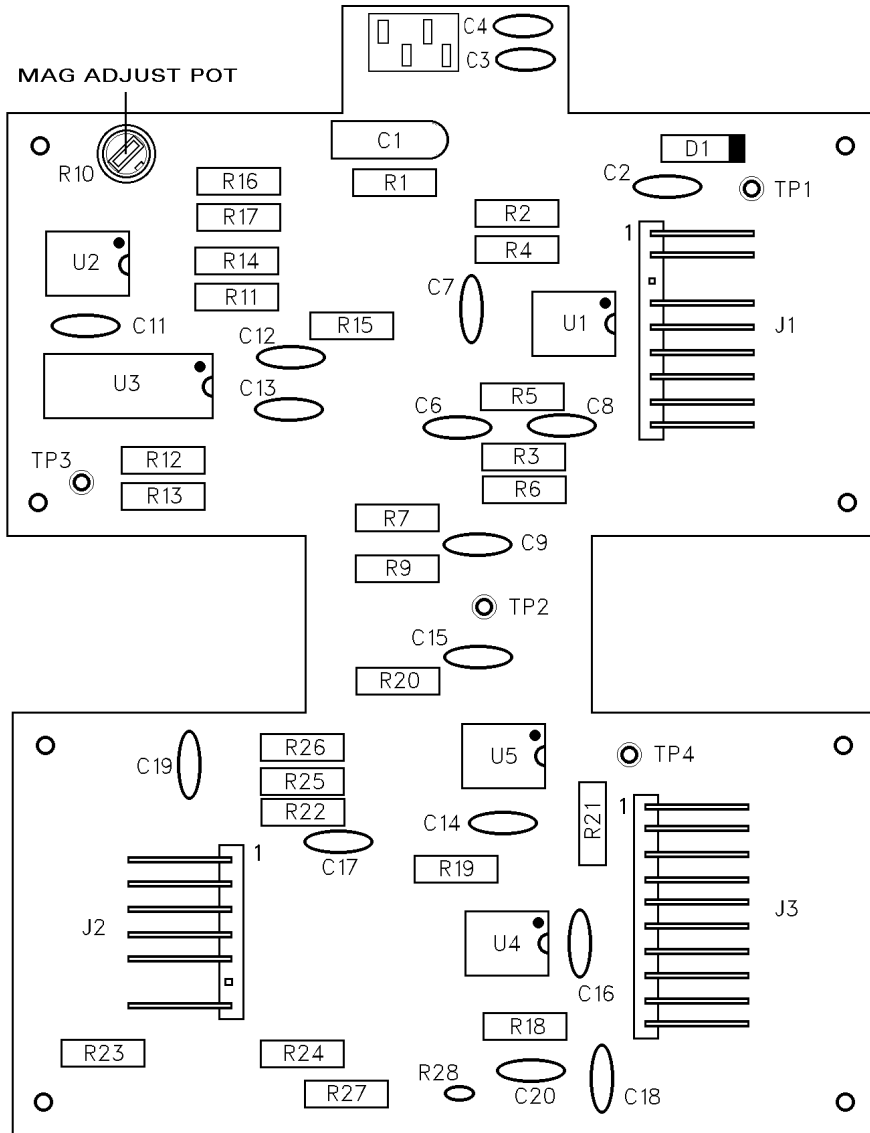 C4
C3
MAG ADJUST POT
C1
D1
R10
R16
R1
C2
TP1
R17
R2
1
R4
U2
R14
C7
R11
C11
R15
U1
J1
C12
U3
C13
R5
C6
C8
TP3
R12
R3
R13
R6
R7
C9
R9
TP2
C15
R20
R26
U5
TP4
C19
R25
R22
C14
R21
1
1
C17
R19
J2
J3
U4
C16
R18
R23
R24
R28
R27
C20
C18